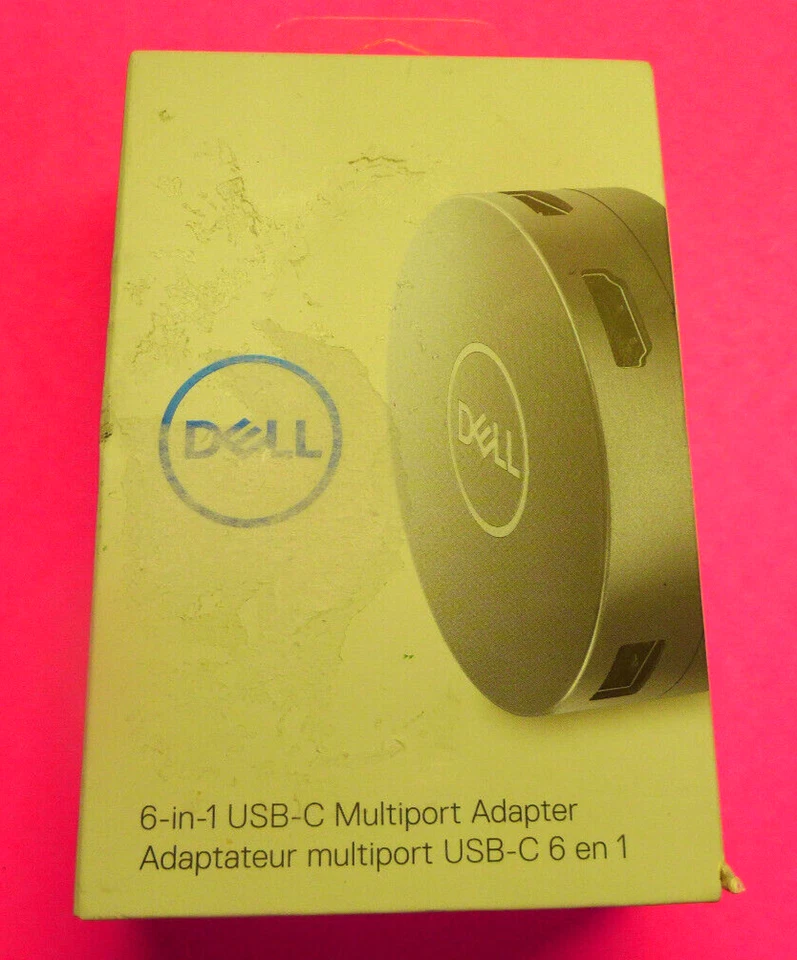 DELL
DELL
6-in-1 USB-C Multiport Adapter
Adaptateur multiport USB-C 6 en 1